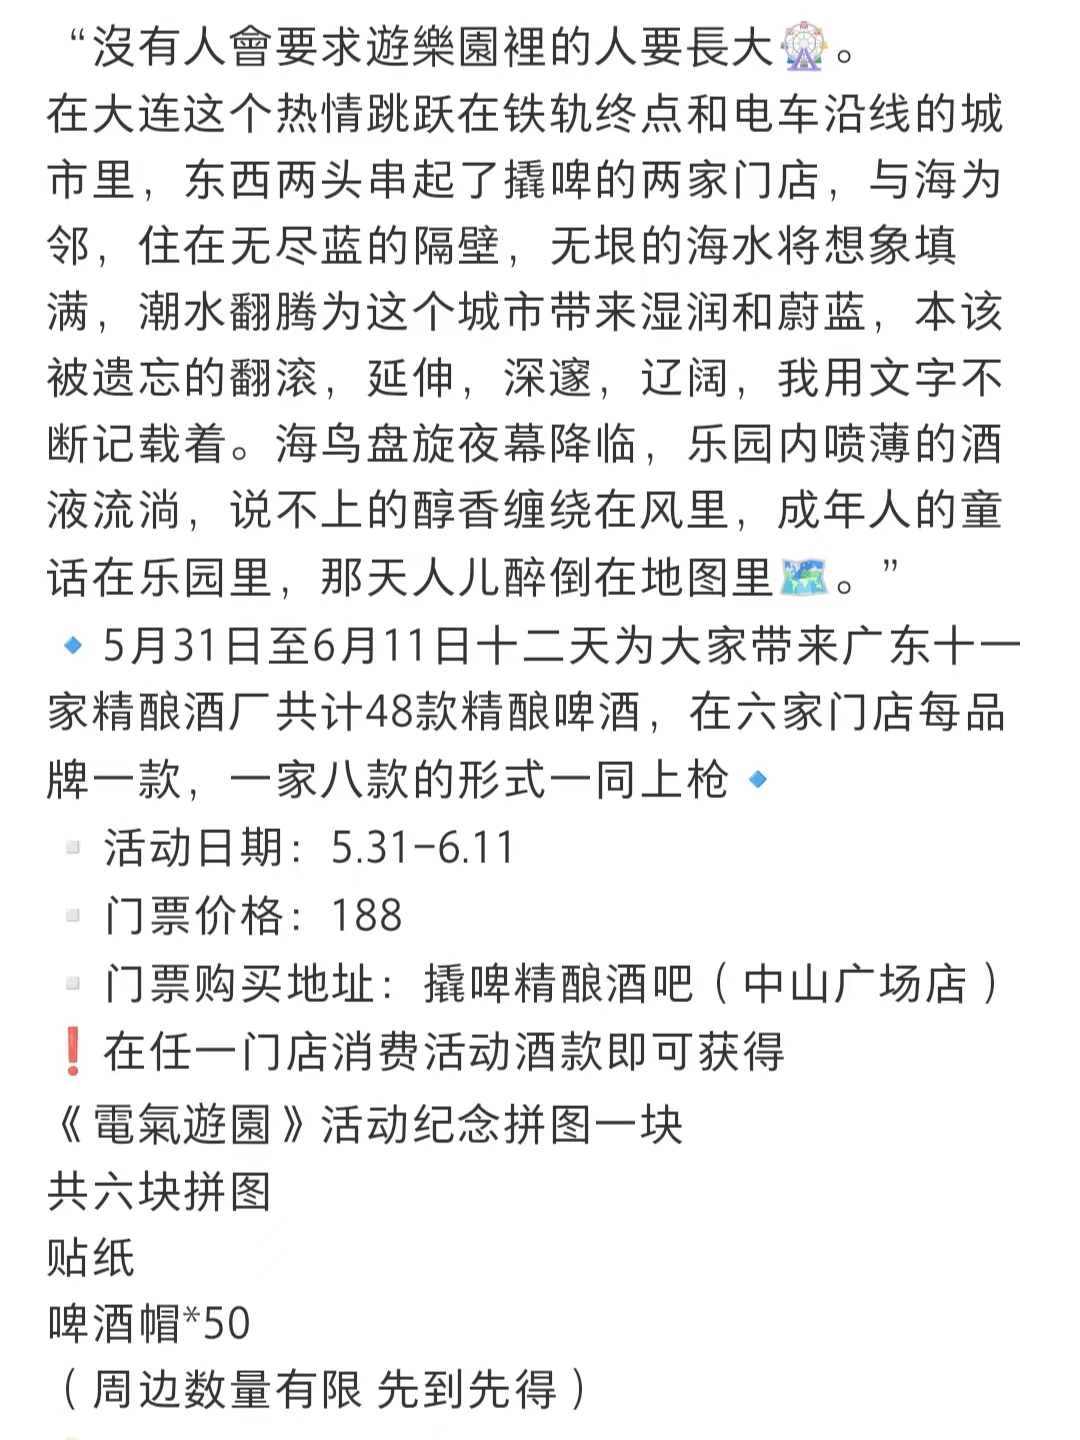 “沒有人會要求遊樂園裡的人要長大🎡。
在大连这个热情跳跃在铁轨终点和电车沿线的城
市里，东西两头串起了撬啤的两家门店，与海为
邻，住在无尽蓝的隔壁，无垠的海水将想象填
满，潮水翻腾为这个城市带来湿润和蔚蓝，本该
被遗忘的翻滚，延伸，深邃，辽阔，我用文字不
断记载着。海鸟盘旋夜幕降临，乐园内喷薄的酒
液流淌，说不上的醇香缠绕在风里，成年人的童
话在乐园里，那天人儿醉倒在地图里🗺️。”
🔹5月31日至6月11日十二天为大家带来广东十一
家精酿酒厂共计48款精酿啤酒，在六家门店每品
牌一款，一家八款的形式一同上枪🔹
▫️活动日期：5.31-6.11
▫️门票价格：188
▫️门票购买地址：撬啤精酿酒吧（中山广场店）
❗在任一门店消费活动酒款即可获得
《電氣遊園》活动纪念拼图一块
共六块拼图
贴纸
啤酒帽*50
（周边数量有限 先到先得）